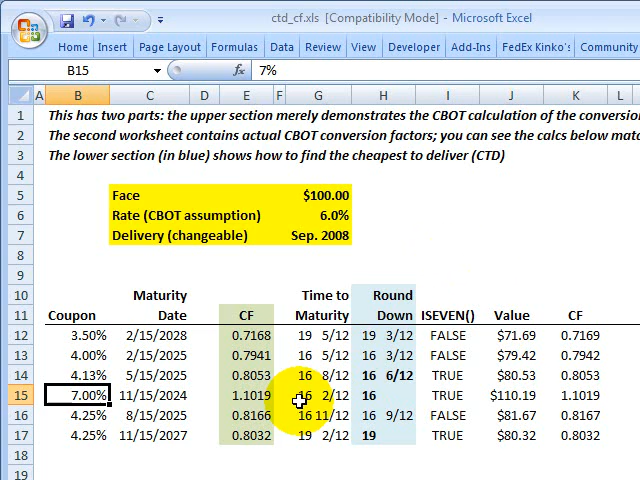 ctd_cf.xls [Compatibility Mode] - Microsoft Excel
Home Insert Page Layout Formulas Data Review View Developer Add-Ins FedEx Kinko's Community
B15 fx 7%
A B C D E F G H I J K L
1 This has two parts: the upper section merely demonstrates the CBOT calculation of the conversion
2 The second worksheet contains actual CBOT conversion factors; you can see the calcs below mat
3 The lower section (in blue) shows how to find the cheapest to deliver (CTD)
4
5 Face $100.00
6 Rate (CBOT assumption) 6.0%
7 Delivery (changeable) Sep. 2008
8
9
10 Maturity Time to Round
11 Coupon Date CF Maturity Down ISEVEN() Value CF
12 3.50% 2/15/2028 0.7168 19 5/12 19 3/12 FALSE $71.69 0.7169
13 4.00% 2/15/2025 0.7941 16 5/12 16 3/12 FALSE $79.42 0.7942
14 4.13% 5/15/2025 0.8053 16 8/12 16 6/12 TRUE $80.53 0.8053
15 7.00% 11/15/2024 1.1019 16 2/12 16 TRUE $110.19 1.1019
16 4.25% 8/15/2025 0.8166 16 11/12 16 9/12 FALSE $81.67 0.8167
17 4.25% 11/15/2027 0.8032 19 2/12 19 TRUE $80.32 0.8032
18
19